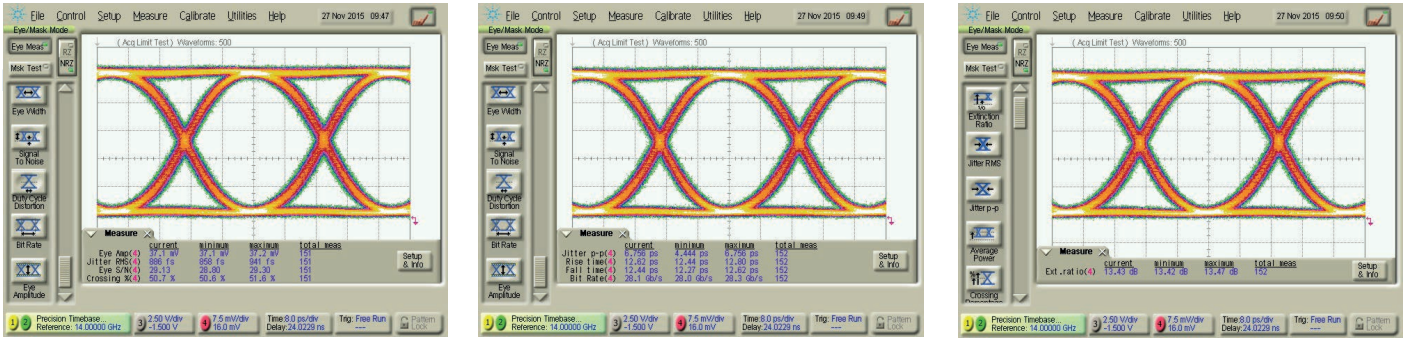 File Control Setup Measure Calibrate Utilities Help 27 Nov 2015 09:47
Eye/Mask Mode
Eye Meas
RZ
NRZ
Msk Test
( Acq Limit Test ) Waveforms: 500
Eye Width
Signal
To Noise
Duty Cycle
Distortion
Bit Rate
Eye
Amplitude
Measure
current minimum maximum total meas
Eye Amp(4) 37.1 mV 37.1 mV 37.2 mV 151
Jitter RMS(4) 886 fs 858 fs 941 fs 151
Eye S/N(4) 29.13 28.80 29.30 151
Crossing %(4) 50.7 % 50.6 % 51.6 % 151
Setup
& Info
1 2 Precision Timebase...
Reference: 14.00000 GHz
3 2.50 V/div
-1.500 V
4 7.5 mV/div
16.0 mV
Time:8.0 ps/div
Delay:24.0229 ns
Trig: Free Run
---
Pattern
Lock
File Control Setup Measure Calibrate Utilities Help 27 Nov 2015 09:49
Eye/Mask Mode
Eye Meas
RZ
NRZ
Msk Test
( Acq Limit Test ) Waveforms: 500
Eye Width
Signal
To Noise
Duty Cycle
Distortion
Bit Rate
Eye
Amplitude
Measure
current minimum maximum total meas
Jitter p-p(4) 6.756 ps 4.444 ps 6.756 ps 152
Rise time(4) 12.62 ps 12.44 ps 12.80 ps 152
Fall time(4) 12.44 ps 12.27 ps 12.62 ps 152
Bit Rate(4) 28.1 Gb/s 28.0 Gb/s 28.3 Gb/s 152
Setup
& Info
1 2 Precision Timebase...
Reference: 14.00000 GHz
3 2.50 V/div
-1.500 V
4 7.5 mV/div
16.0 mV
Time:8.0 ps/div
Delay:24.0229 ns
Trig: Free Run
---
Pattern
Lock
File Control Setup Measure Calibrate Utilities Help 27 Nov 2015 09:50
Eye/Mask Mode
Eye Meas
RZ
NRZ
Msk Test
( Acq Limit Test ) Waveforms: 500
Extinction
Ratio
Jitter RMS
Jitter p-p
Average
Power
Crossing
Measure
current minimum maximum total meas
Ext.ratio(4) 13.43 dB 13.42 dB 13.47 dB 152
Setup
& Info
1 2 Precision Timebase...
Reference: 14.00000 GHz
3 2.50 V/div
-1.500 V
4 7.5 mV/div
16.0 mV
Time:8.0 ps/div
Delay:24.0229 ns
Trig: Free Run
---
Pattern
Lock